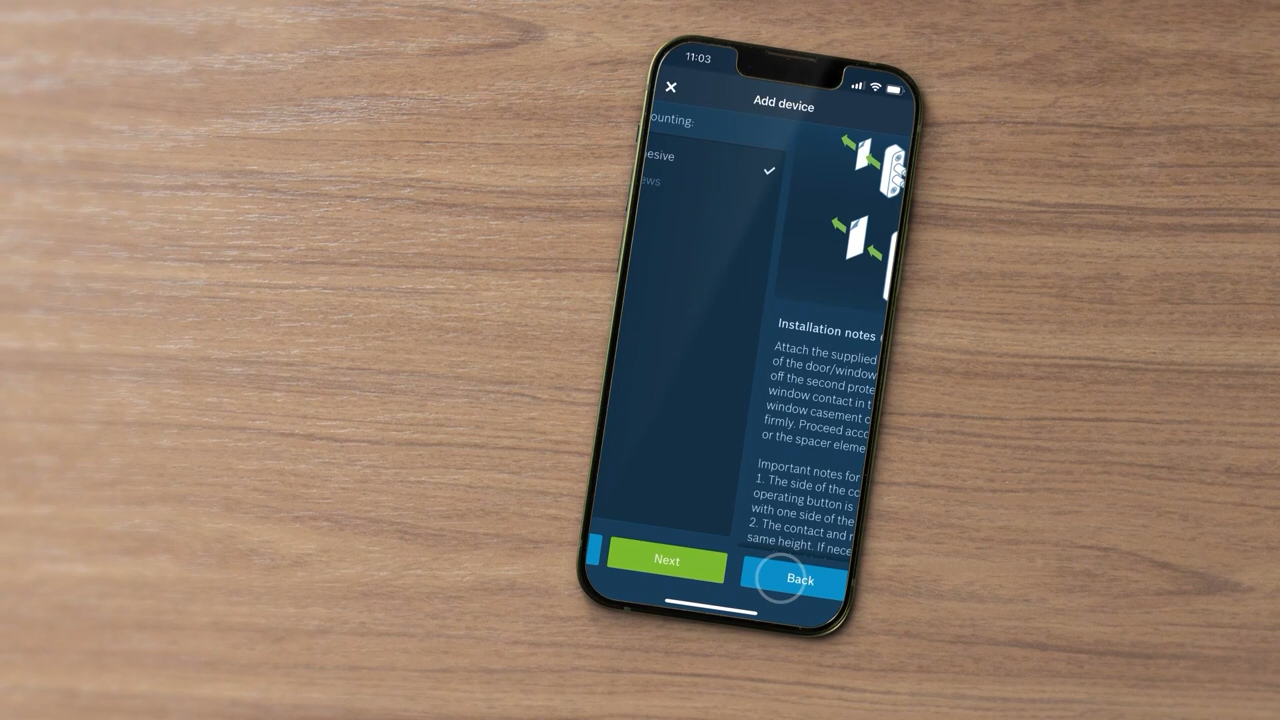 11:03
Add device
ounting:
esive
ews
Installation notes
Attach the supplied
of the door/window
off the second prote
window contact in t
window casement c
firmly. Proceed acco
or the spacer eleme
Important notes for
1. The side of the co
operating button is
with one side of the
2. The contact and r
same height. If nece
Next
Back